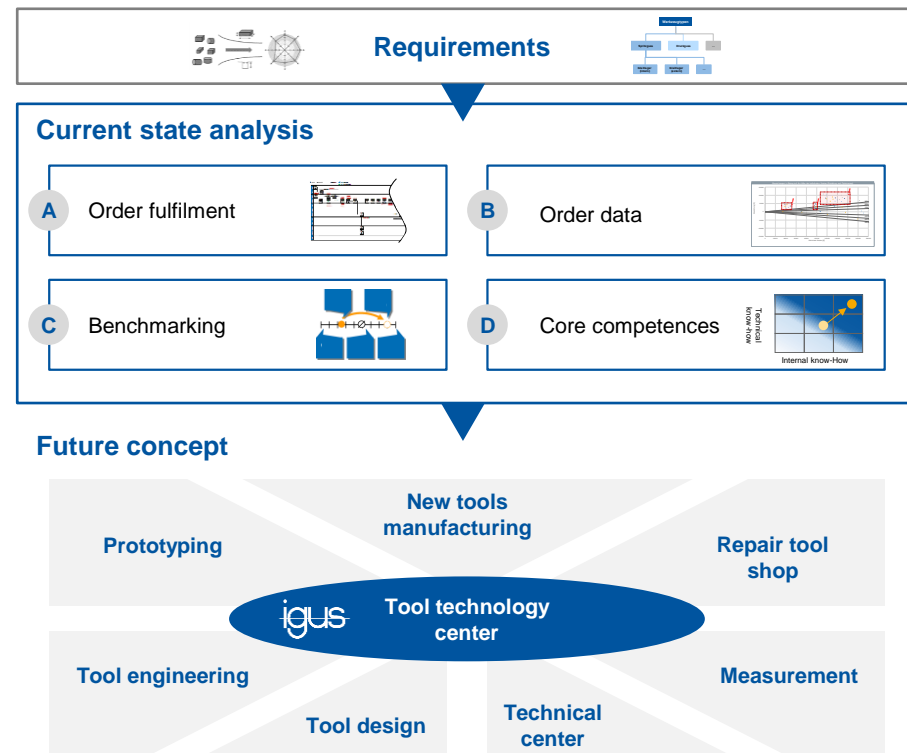 Requirements
Current state analysis
A
Order fulfilment
B
Order data
C
Benchmarking
D
Core competences
Technical
know-how
Internal know-How
Future concept
New tools
manufacturing
Prototyping
Repair tool
shop
igus
Tool technology
center
Tool engineering
Measurement
Tool design
Technical
center